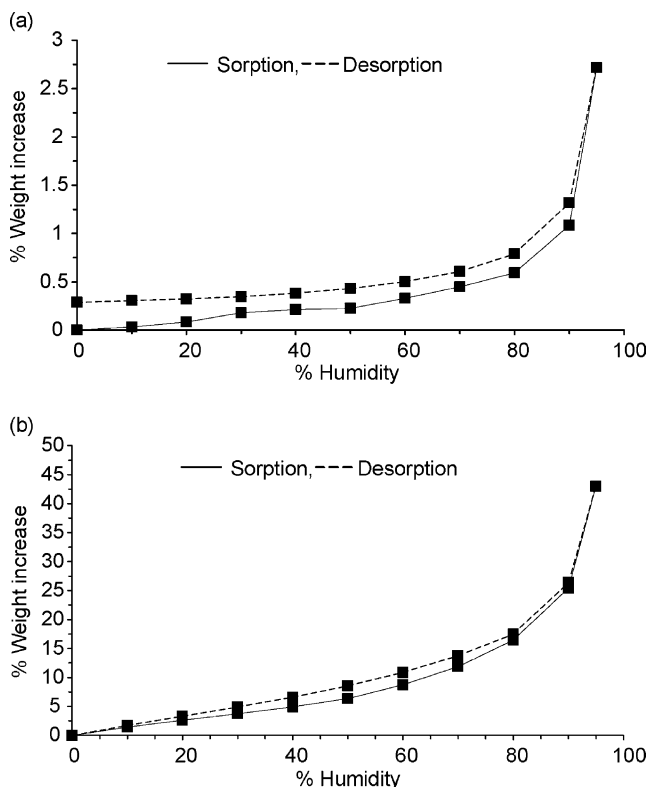 (a)
3
2.5
2
1.5
1
0.5
0
% Weight increase
Sorption, Desorption
0 20 40 60 80 100
% Humidity
(b)
50
45
40
35
30
25
20
15
10
5
0
% Weight increase
Sorption, Desorption
0 20 40 60 80 100
% Humidity